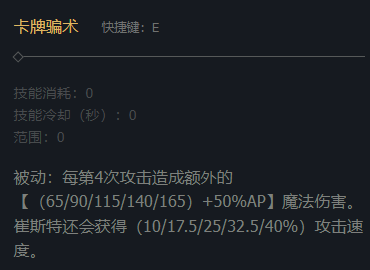 卡牌骗术 快捷键：E
技能消耗：0
技能冷却（秒）：0
范围：0
被动：每第4次攻击造成额外的
【（65/90/115/140/165）+50%AP】魔法伤害。
崔斯特还会获得（10/17.5/25/32.5/40%）攻击速
度。